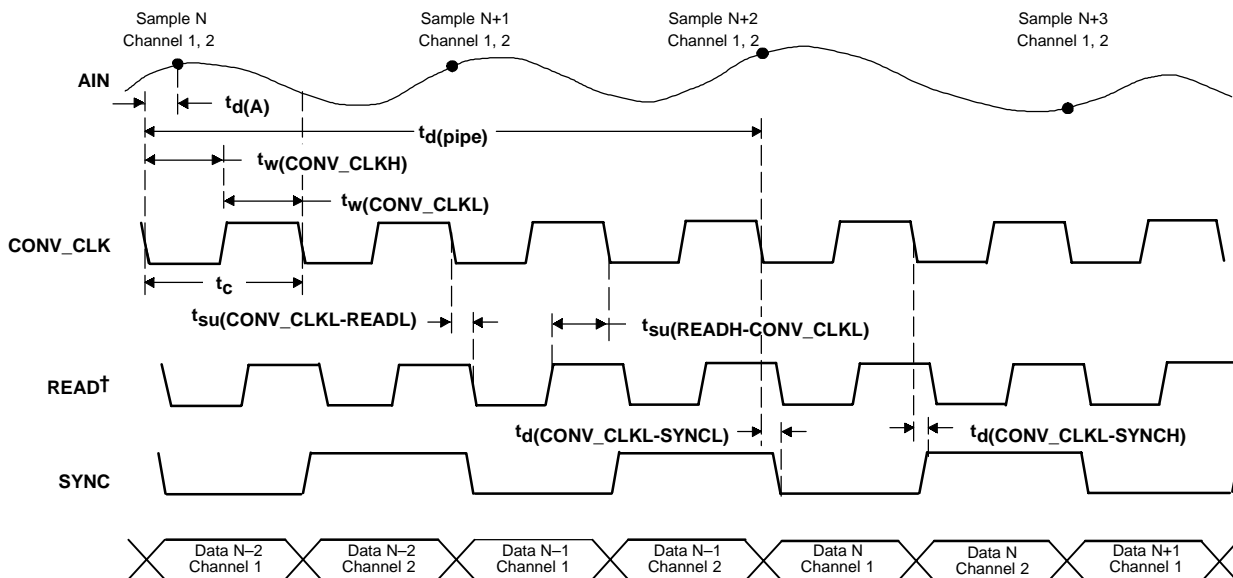 Sample N
Channel 1, 2
Sample N+1
Channel 1, 2
Sample N+2
Channel 1, 2
Sample N+3
Channel 1, 2
AIN
td(A)
td(pipe)
tw(CONV_CLKH)
tw(CONV_CLKL)
CONV_CLK
tc
tsu(CONV_CLKL-READL)
tsu(READH-CONV_CLKL)
READ†
td(CONV_CLKL-SYNCL)
td(CONV_CLKL-SYNCH)
SYNC
Data N–2
Channel 1
Data N–2
Channel 2
Data N–1
Channel 1
Data N–1
Channel 2
Data N
Channel 1
Data N
Channel 2
Data N+1
Channel 1